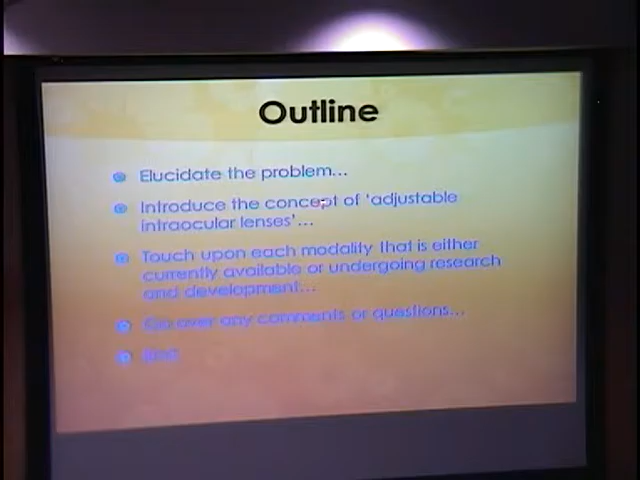 Outline
Elucidate the problem...
Introduce the concept of 'adjustable
intraocular lenses'...
Touch upon each modality that is either
currently available or undergoing research
and development...
Go over any comments or questions...